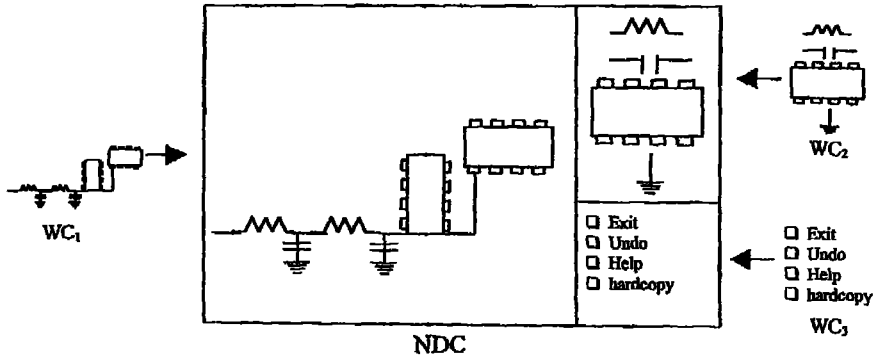 WC₁
Exit
Undo
Help
hardcopy
NDC
WC₂
Exit
Undo
Help
hardcopy
WC₃